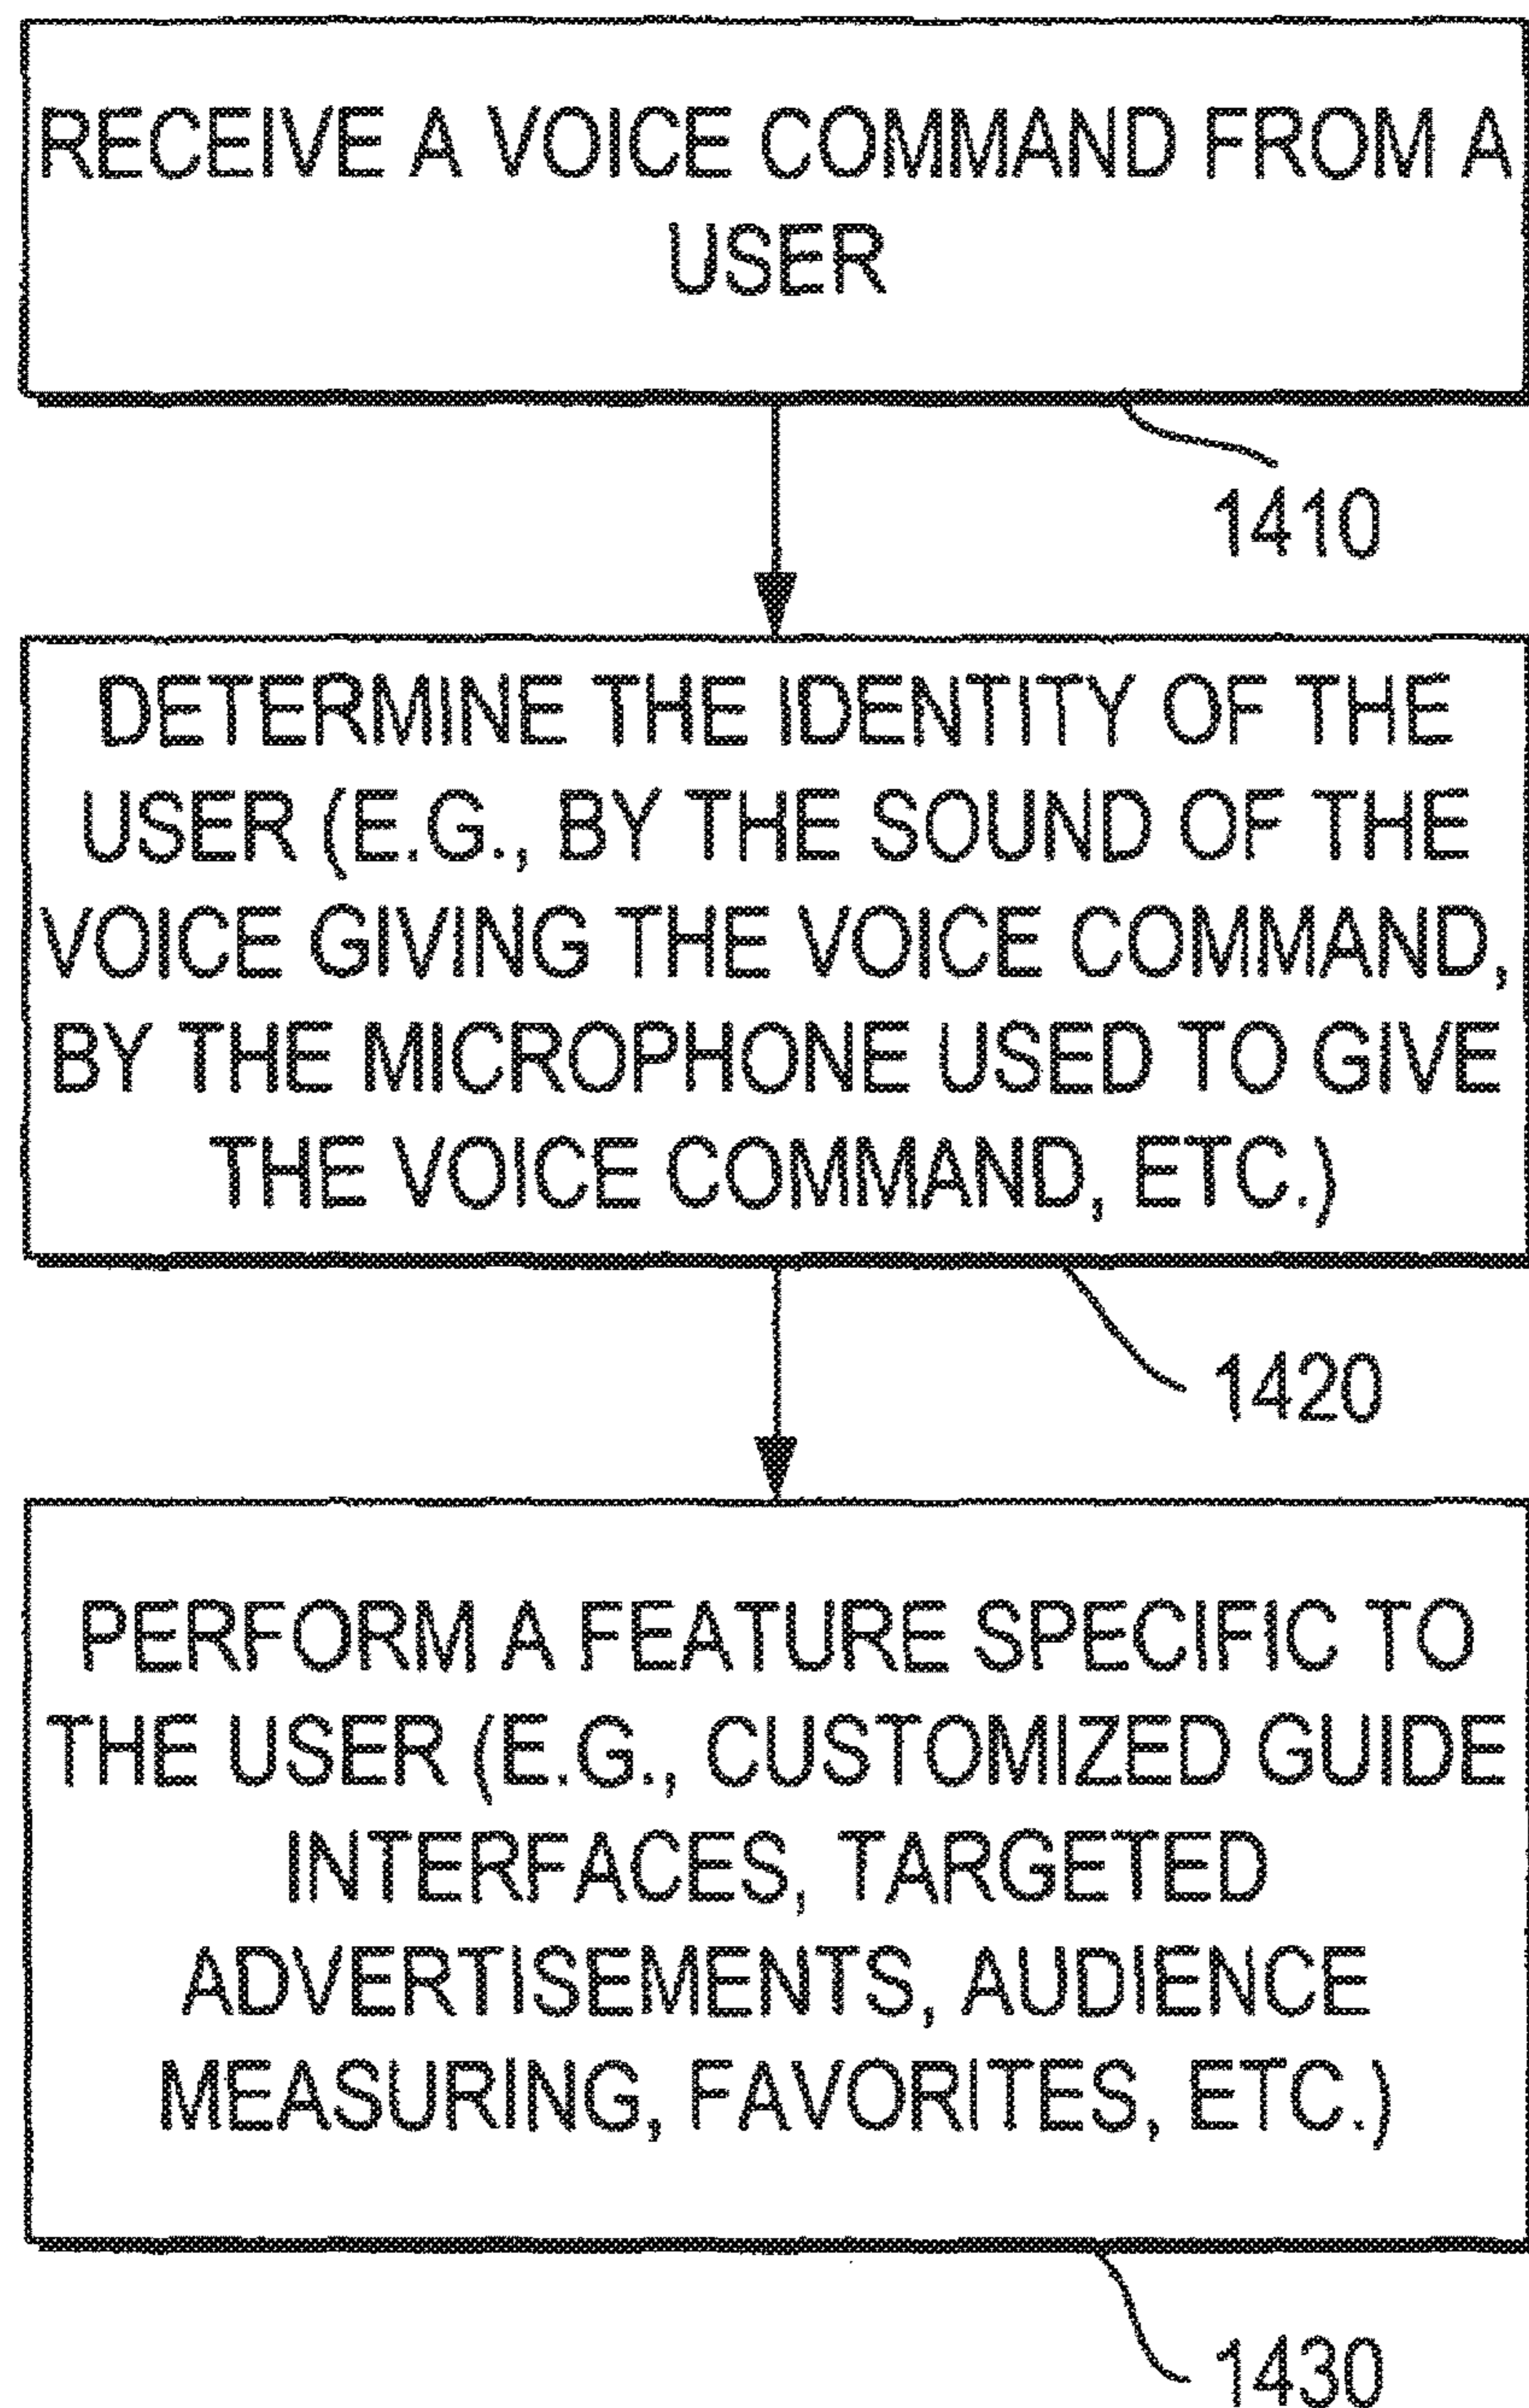 RECEIVE A VOICE COMMAND FROM A
USER
1410
DETERMINE THE IDENTITY OF THE
USER (E.G., BY THE SOUND OF THE
VOICE GIVING THE VOICE COMMAND,
BY THE MICROPHONE USED TO GIVE
THE VOICE COMMAND, ETC.)
1420
PERFORM A FEATURE SPECIFIC TO
THE USER (E.G., CUSTOMIZED GUIDE
INTERFACES, TARGETED
ADVERTISEMENTS, AUDIENCE
MEASURING, FAVORITES, ETC.)
1430